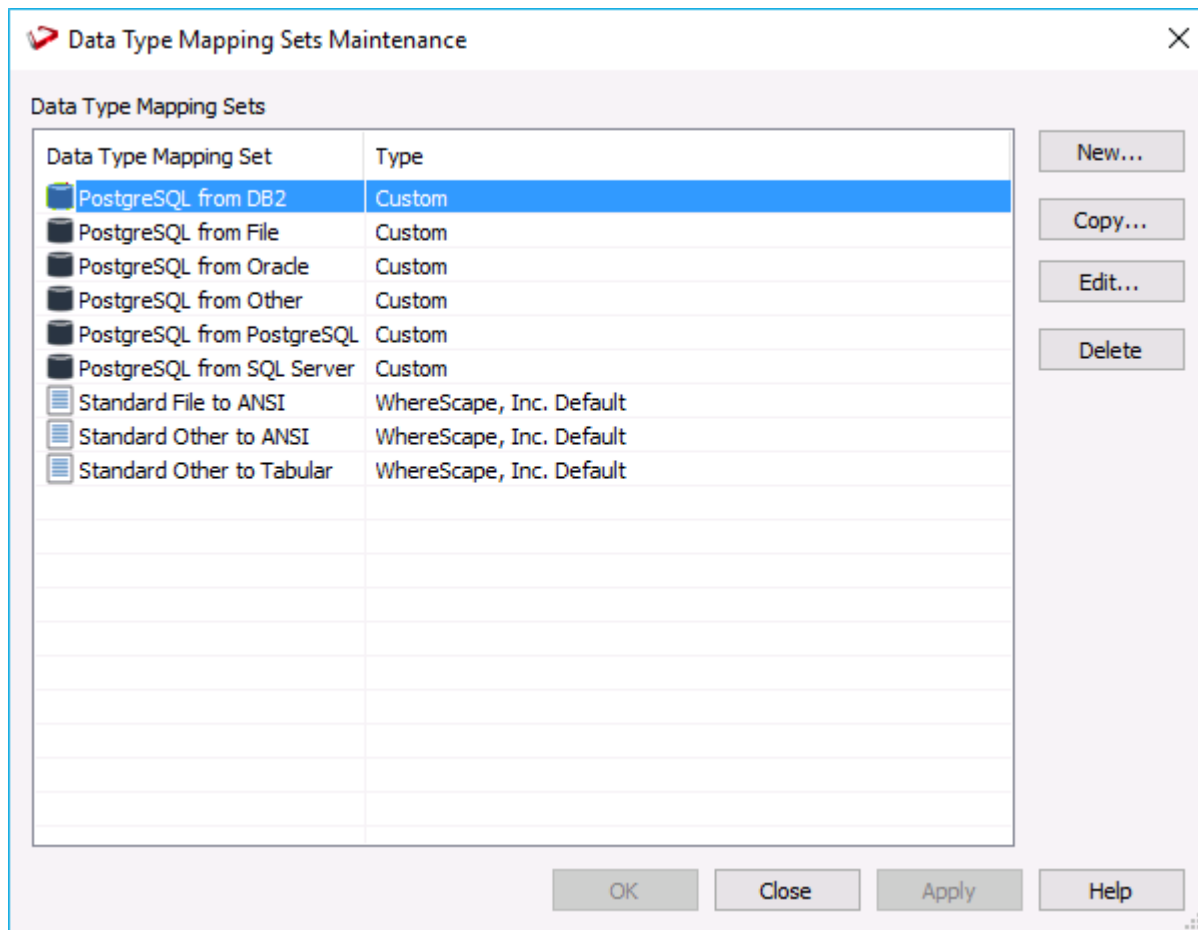 Data Type Mapping Sets Maintenance
Data Type Mapping Sets
Data Type Mapping Set Type
PostgreSQL from DB2 Custom
PostgreSQL from File Custom
PostgreSQL from Oracle Custom
PostgreSQL from Other Custom
PostgreSQL from PostgreSQL Custom
PostgreSQL from SQL Server Custom
Standard File to ANSI WhereScape, Inc. Default
Standard Other to ANSI WhereScape, Inc. Default
Standard Other to Tabular WhereScape, Inc. Default
New...
Copy...
Edit...
Delete
OK Close Apply Help